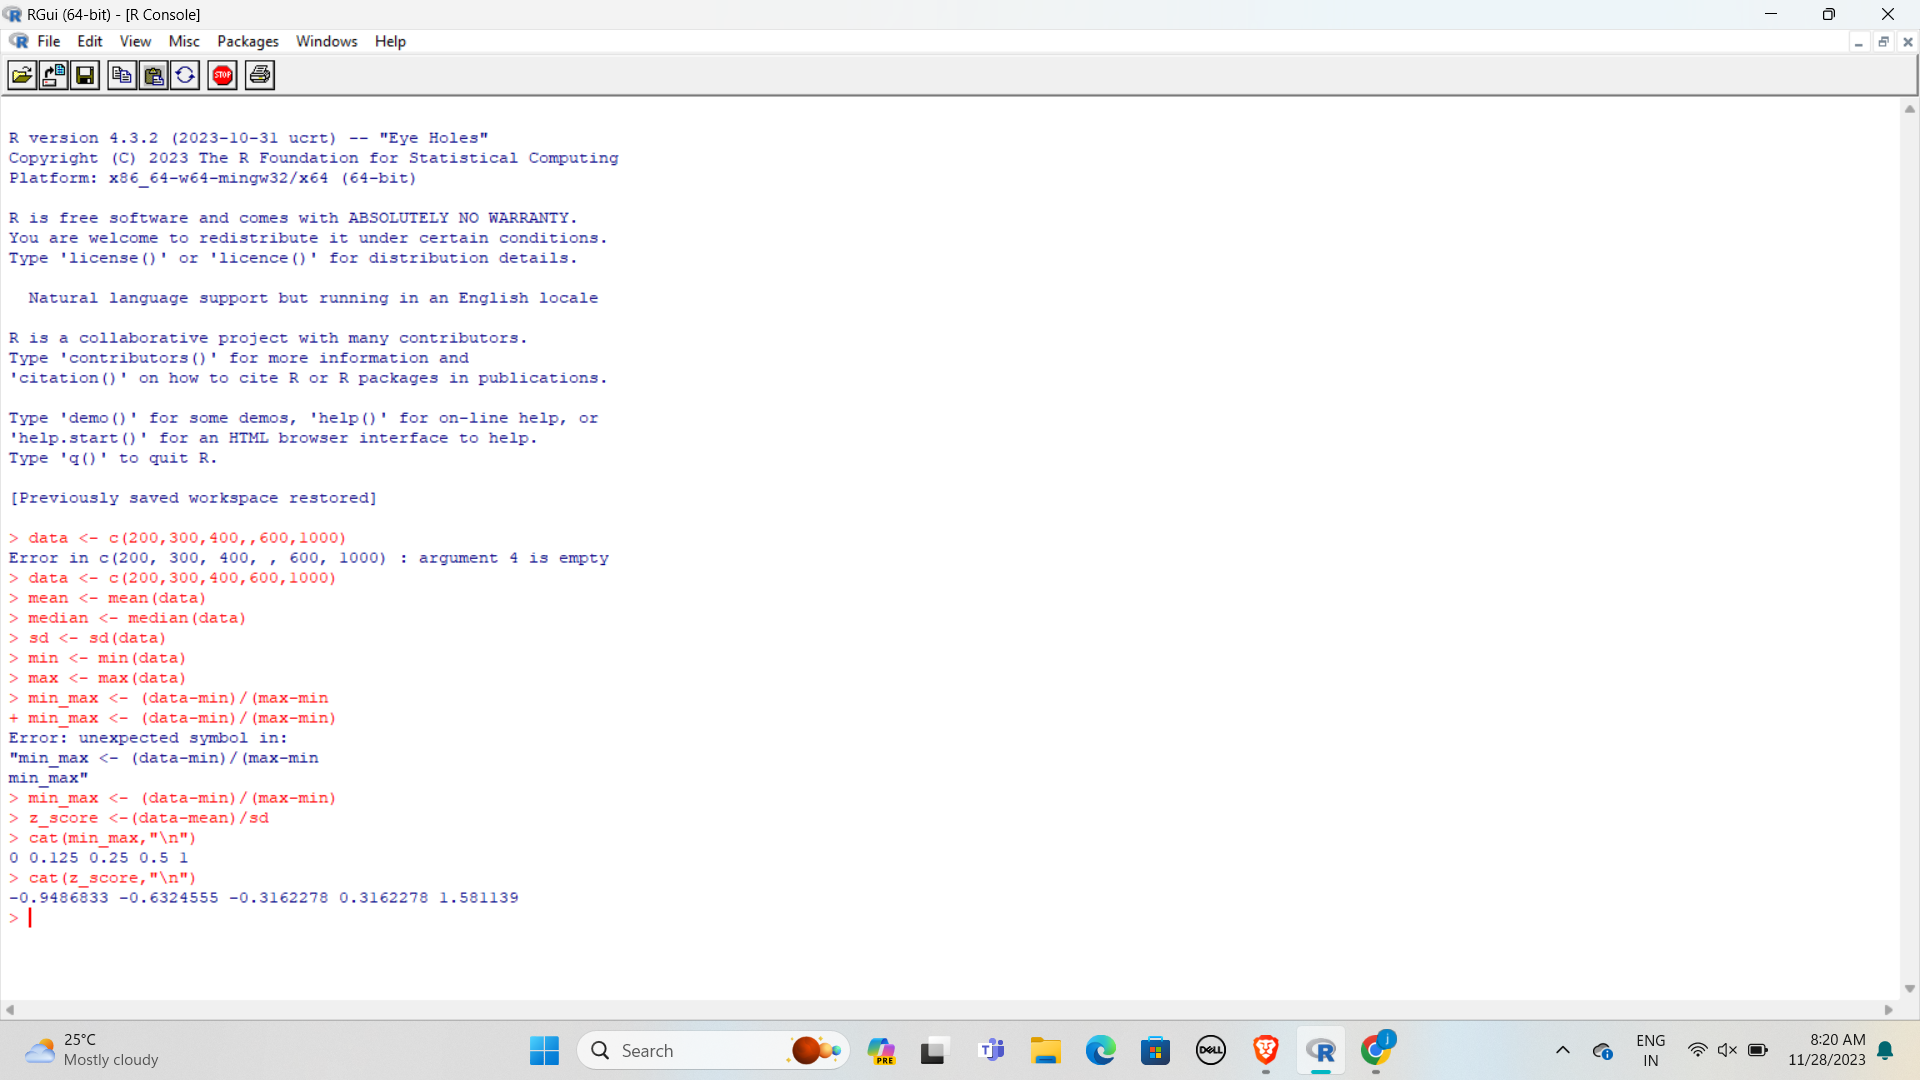 RGui (64-bit) - [R Console]
File Edit View Misc Packages Windows Help
STOP
R version 4.3.2 (2023-10-31 ucrt) -- "Eye Holes"
Copyright (C) 2023 The R Foundation for Statistical Computing
Platform: x86_64-w64-mingw32/x64 (64-bit)
R is free software and comes with ABSOLUTELY NO WARRANTY.
You are welcome to redistribute it under certain conditions.
Type 'license()' or 'licence()' for distribution details.
Natural language support but running in an English locale
R is a collaborative project with many contributors.
Type 'contributors()' for more information and
'citation()' on how to cite R or R packages in publications.
Type 'demo()' for some demos, 'help()' for on-line help, or
'help.start()' for an HTML browser interface to help.
Type 'q()' to quit R.
[Previously saved workspace restored]
> data <- c(200,300,400,,600,1000)
Error in c(200, 300, 400, , 600, 1000) : argument 4 is empty
> data <- c(200,300,400,600,1000)
> mean <- mean(data)
> median <- median(data)
> sd <- sd(data)
> min <- min(data)
> max <- max(data)
> min_max <- (data-min)/(max-min
+ min_max <- (data-min)/(max-min)
Error: unexpected symbol in:
"min_max <- (data-min)/(max-min
min_max"
> min_max <- (data-min)/(max-min)
> z_score <-(data-mean)/sd
> cat(min_max,"\n")
0 0.125 0.25 0.5 1
> cat(z_score,"\n")
-0.9486833 -0.6324555 -0.3162278 0.3162278 1.581139
>
25°C
Mostly cloudy
Search
PRE
DELL
J
ENG
IN
8:20 AM
11/28/2023